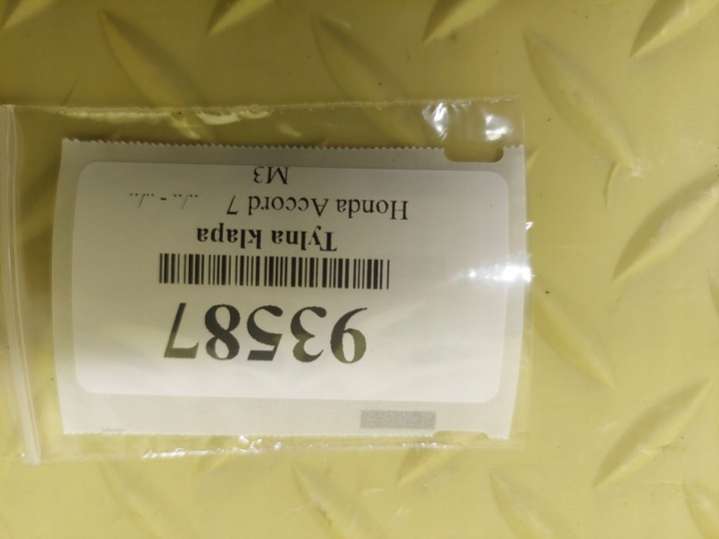 93587
Tylna klapa
Honda Accord 7 ../.. - ../..
M3